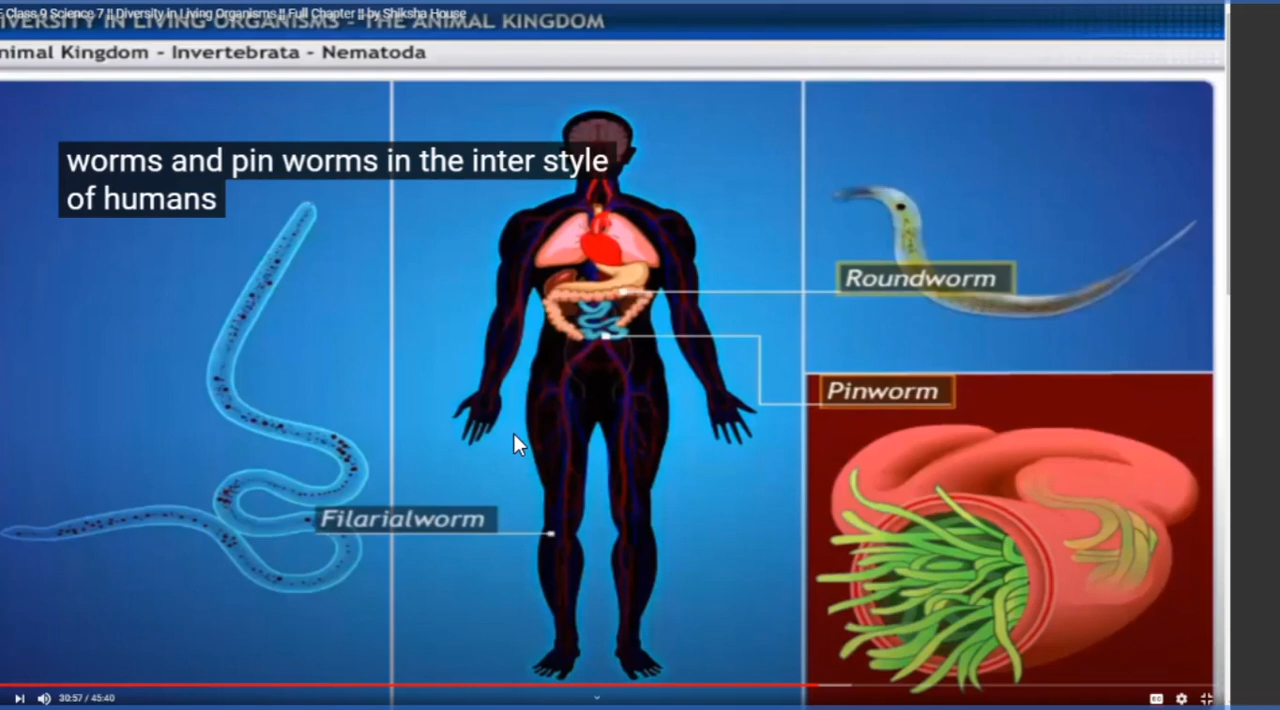 Class 9 Science 7 || Diversity in Living Organisms || Full Chapter || by Shiksha House
IVERSITY IN LIVING ORGANISMS - THE ANIMAL KINGDOM
nimal Kingdom - Invertebrata - Nematoda
worms and pin worms in the inter style
of humans
Roundworm
Pinworm
Filarialworm
30:57 / 45:40
CC